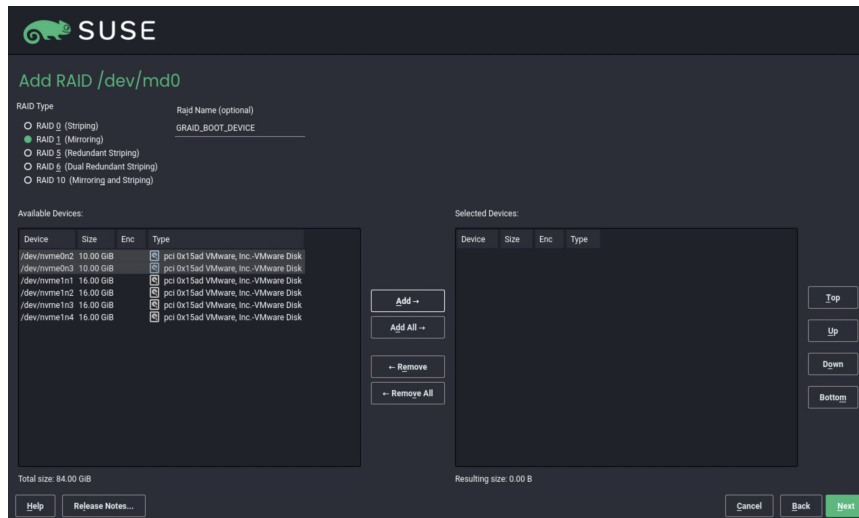 SUSE
Add RAID /dev/md0
RAID Type
Raid Name (optional)
RAID 0 (Striping)
GRAID_BOOT_DEVICE
RAID 1 (Mirroring)
RAID 5 (Redundant Striping)
RAID 6 (Dual Redundant Striping)
RAID 10 (Mirroring and Striping)
Available Devices:
Device Size Enc Type
/dev/nvme0n2 10.00 GiB pci 0x15ad VMware, Inc.-VMware Disk
/dev/nvme0n3 10.00 GiB pci 0x15ad VMware, Inc.-VMware Disk
/dev/nvme1n1 16.00 GiB pci 0x15ad VMware, Inc.-VMware Disk
/dev/nvme1n2 16.00 GiB pci 0x15ad VMware, Inc.-VMware Disk
/dev/nvme1n3 16.00 GiB pci 0x15ad VMware, Inc.-VMware Disk
/dev/nvme1n4 16.00 GiB pci 0x15ad VMware, Inc.-VMware Disk
Total size: 84.00 GiB
Add →
Add All →
← Remove
← Remove All
Selected Devices:
Device Size Enc Type
Resulting size: 0.00 B
Top
Up
Down
Bottom
Help Release Notes... Cancel Back Next